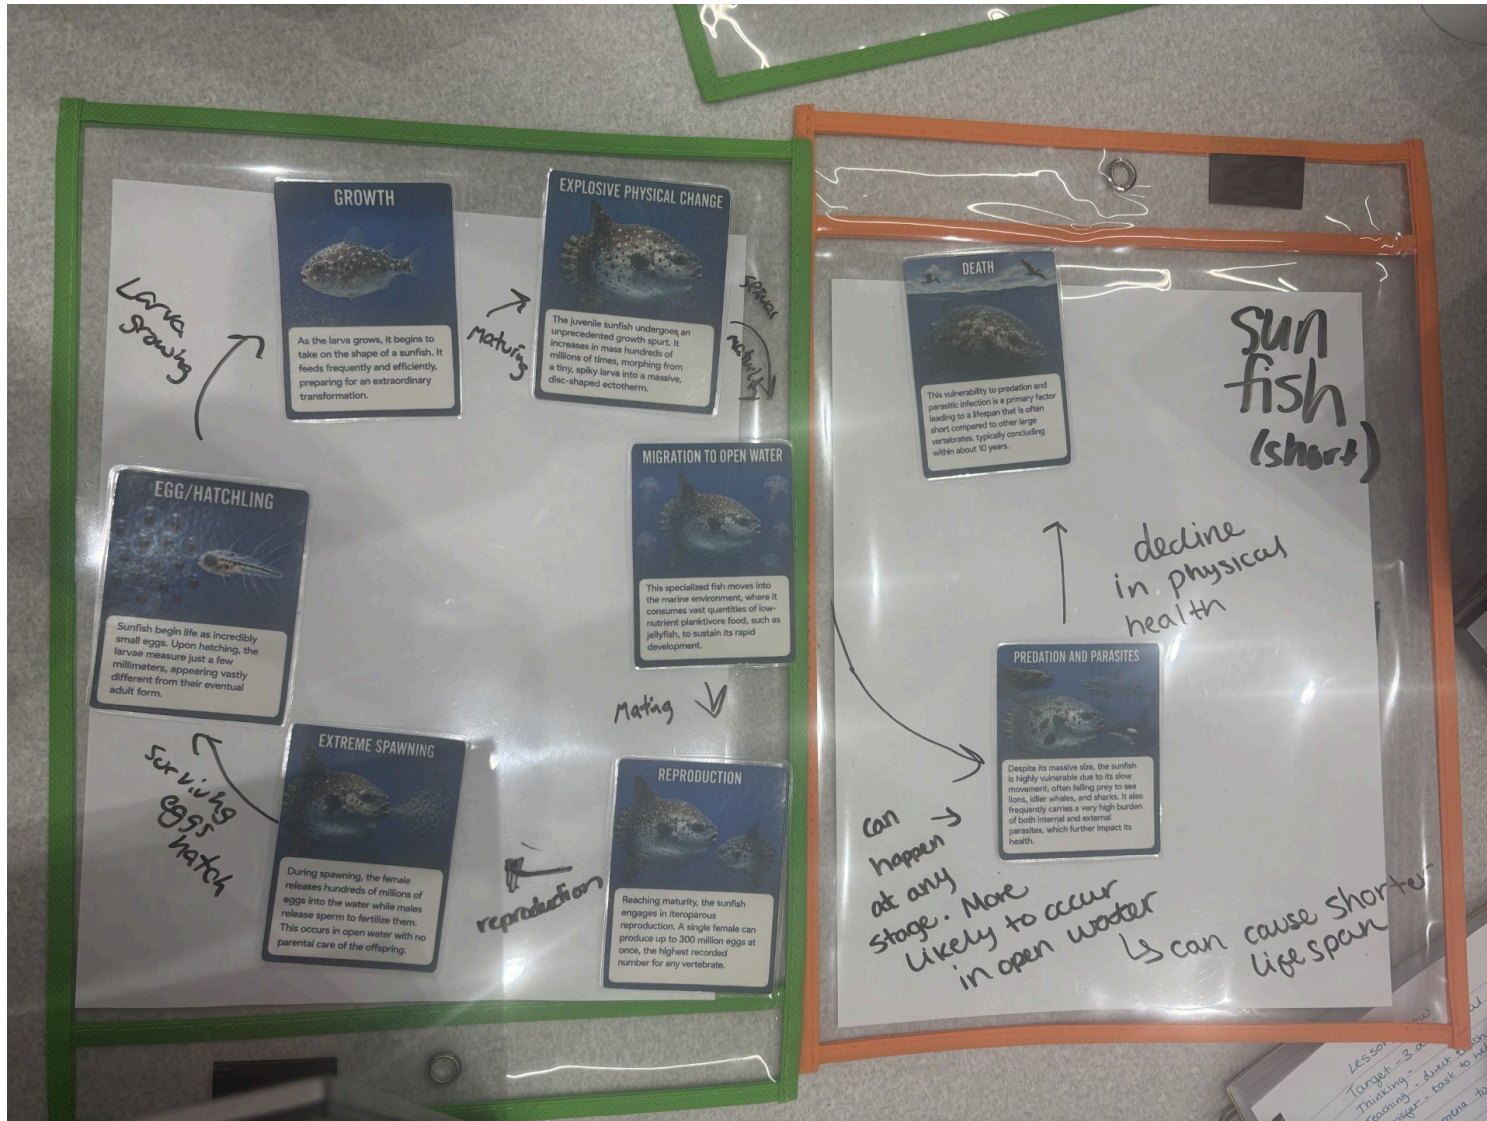 GROWTH
As the larva grows, it begins to
take on the shape of a sunfish. It
feeds frequently and efficiently,
preparing for an extraordinary
transformation.
Maturing
EXPLOSIVE PHYSICAL CHANGE
The juvenile sunfish undergoes an
unprecedented growth spurt. It
increases in mass hundreds of
millions of times, morphing from
a tiny, spiky larva into a massive,
disc-shaped ectotherm.
maturity
MIGRATION TO OPEN WATER
This specialized fish moves into
the marine environment, where it
consumes vast quantities of low-
nutrient planktivore food, such as
jellyfish, to sustain its rapid
development.
Mating
REPRODUCTION
Reaching maturity, the sunfish
engages in iteroparous
reproduction. A single female can
produce up to 300 million eggs at
once, the highest recorded
number for any vertebrate.
reproduction
EXTREME SPAWNING
During spawning, the female
releases hundreds of millions of
eggs into the water while males
release sperm to fertilize them.
This occurs in open water with no
parental care of the offspring.
surviving
eggs
hatch
EGG/HATCHLING
Sunfish begin life as incredibly
small eggs. Upon hatching, the
larvae measure just a few
millimeters, appearing vastly
different from their eventual
adult form.
Larva
growing
sun
fish
(short)
DEATH
This vulnerability to predation and
parasitic infection is a primary factor
leading to a lifespan that is often
short compared to other large
vertebrates, typically concluding
within about 10 years.
decline
in physical
health
PREDATION AND PARASITES
Despite its massive size, the sunfish
is highly vulnerable due to its slow
movement, often falling prey to sea
lions, killer whales, and sharks. It also
frequently carries a very high burden
of both internal and external
parasites, which further impact its
health.
can →
happen
at any
stage. More
likely to occur
in open water
↳ can cause shorter
lifespan
Target - 3
Thinking -
task to